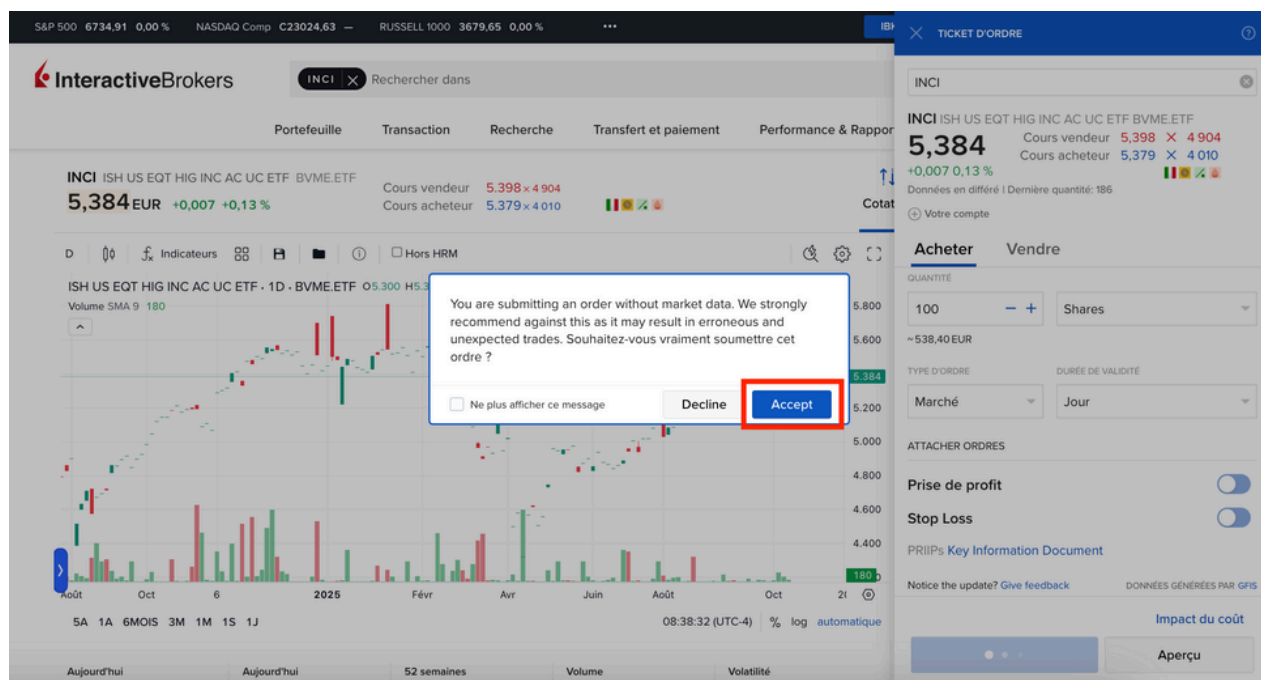 S&P 500 6734,91 0,00 % NASDAQ Comp C23024,63 — RUSSELL 1000 3679,65 0,00 % •••
InteractiveBrokers
INCI X Rechercher dans
Portefeuille Transaction Recherche Transfert et paiement Performance & Rappor
INCI ISH US EQT HIG INC AC UC ETF BVME.ETF
5,384 EUR +0,007 +0,13 %
Cours vendeur 5.398 × 4 904
Cours acheteur 5.379 × 4 010
Cotat
D Indicateurs Hors HRM
ISH US EQT HIG INC AC UC ETF · 1D · BVME.ETF O5.300 H5.3
Volume SMA 9 180
You are submitting an order without market data. We strongly
recommend against this as it may result in erroneous and
unexpected trades. Souhaitez-vous vraiment soumettre cet
ordre ?
Ne plus afficher ce message Decline Accept
5.800
5.600
5.384
5.200
5.000
4.800
4.600
4.400
180
Août Oct 6 2025 Févr Avr Juin Août Oct
5A 1A 6MOIS 3M 1M 1S 1J 08:38:32 (UTC-4) % log automatique
Aujourd'hui Aujourd'hui 52 semaines Volume Volatilité
TICKET D'ORDRE
INCI
INCI ISH US EQT HIG INC AC UC ETF BVME.ETF
5,384
Cours vendeur 5,398 × 4 904
Cours acheteur 5,379 × 4 010
+0,007 0,13 %
Données en différé | Dernière quantité: 186
Votre compte
Acheter Vendre
QUANTITÉ
100 − + Shares
~538,40 EUR
TYPE D'ORDRE DURÉE DE VALIDITÉ
Marché Jour
ATTACHER ORDRES
Prise de profit
Stop Loss
PRIIPs Key Information Document
Notice the update? Give feedback DONNÉES GÉNÉRÉES PAR GFIS
Impact du coût
Aperçu